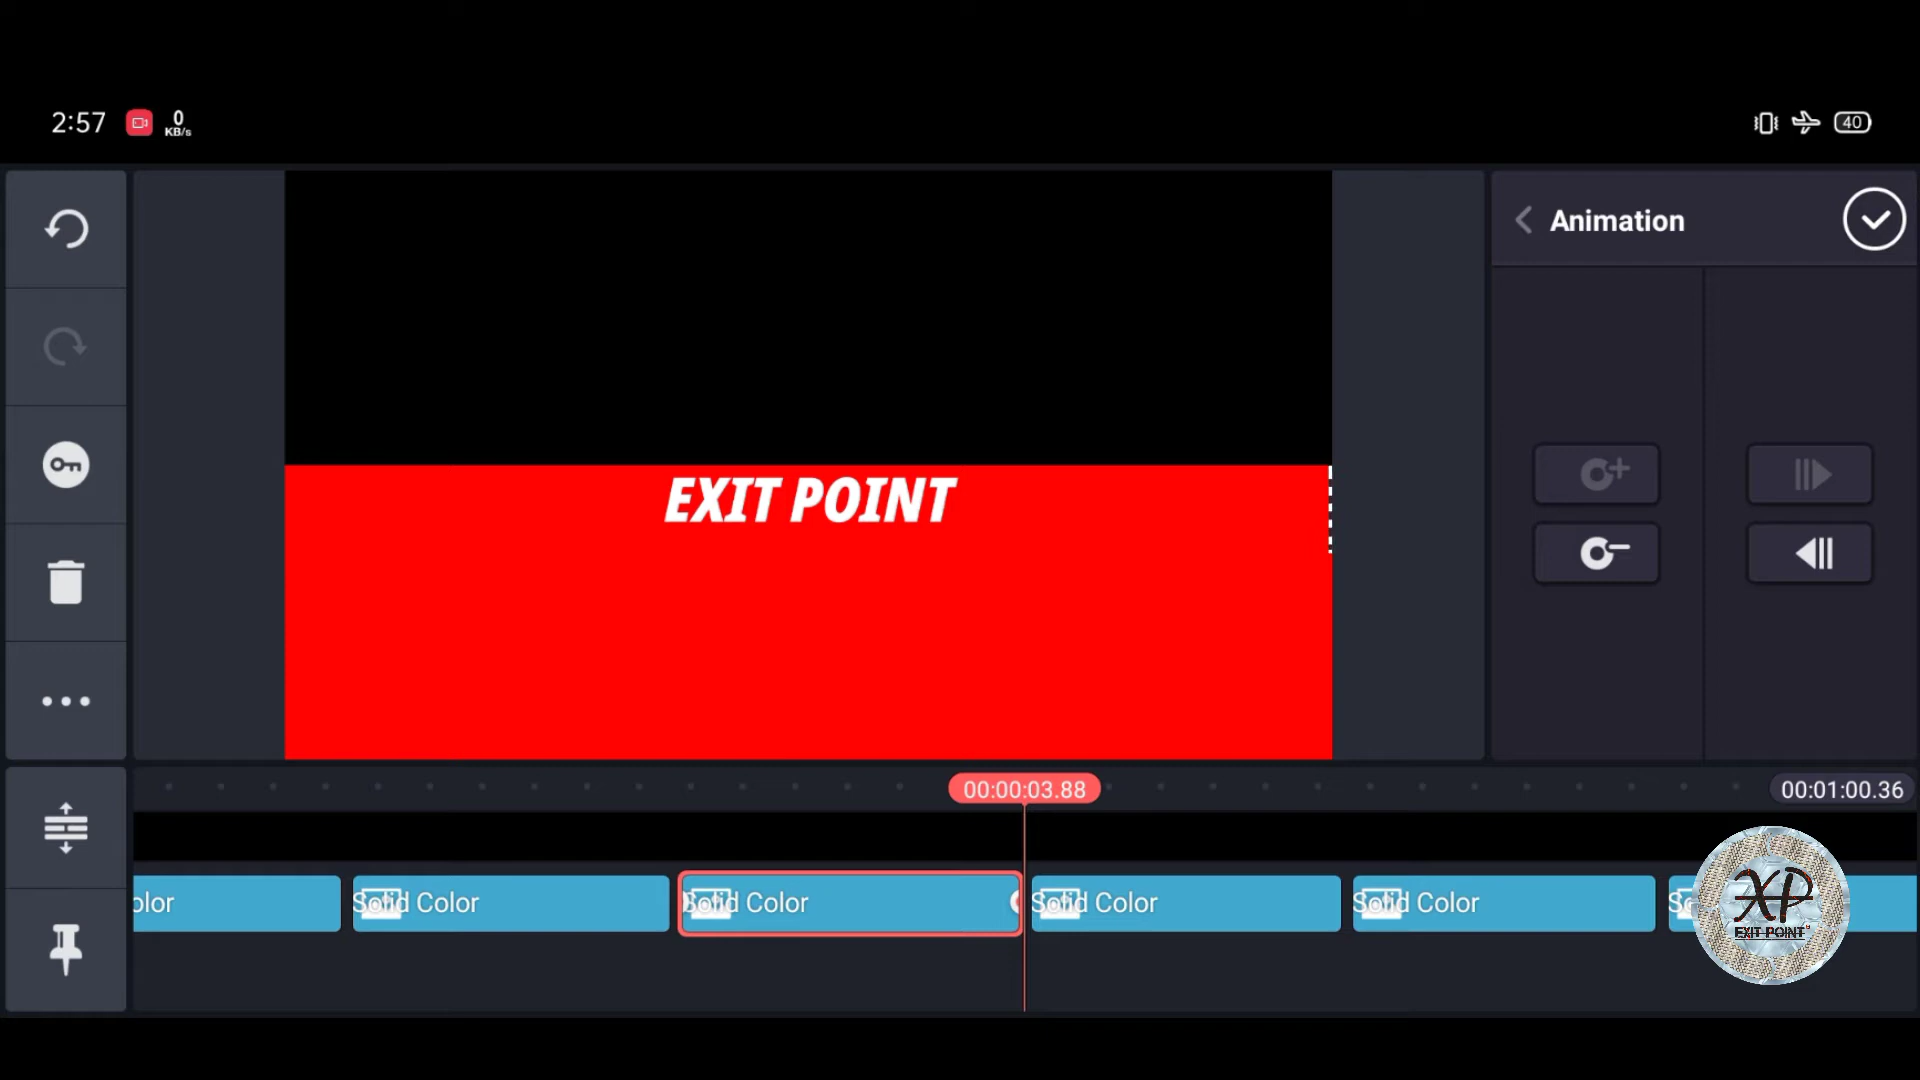 2:57
0
KB/s
40
Animation
EXIT POINT
00:00:03.88
00:01:00.36
olor
Solid Color
Solid Color
Solid Color
Solid Color
XP
EXIT POINT